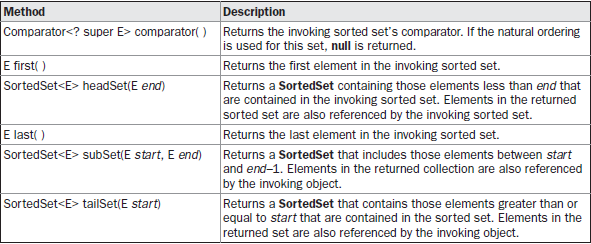 Method Description
Comparator<? super E> comparator( ) Returns the invoking sorted set's comparator. If the natural ordering
is used for this set, null is returned.
E first( ) Returns the first element in the invoking sorted set.
SortedSet<E> headSet(E end) Returns a SortedSet containing those elements less than end that
are contained in the invoking sorted set. Elements in the returned
sorted set are also referenced by the invoking sorted set.
E last( ) Returns the last element in the invoking sorted set.
SortedSet<E> subSet(E start, E end) Returns a SortedSet that includes those elements between start
and end–1. Elements in the returned collection are also referenced
by the invoking object.
SortedSet<E> tailSet(E start) Returns a SortedSet that contains those elements greater than or
equal to start that are contained in the sorted set. Elements in the
returned set are also referenced by the invoking object.